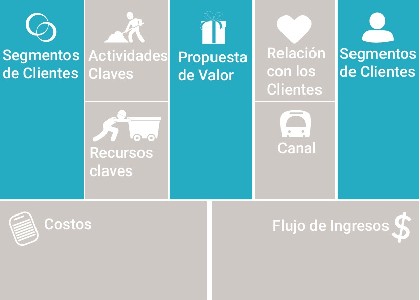 Segmentos
de Clientes
Actividades
Claves
Recursos
claves
Propuesta
de Valor
Relación
con los
Clientes
Canal
Segmentos
de Clientes
Costos
Flujo de Ingresos
$